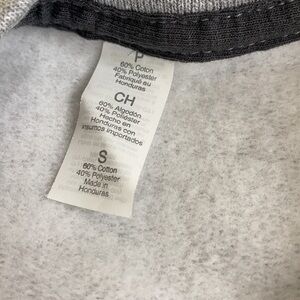 P
60% Coton
40% Polyester
Fabriqué au
Honduras
CH
60% Algodón
40% Poliéster
Hecho en
Honduras con
insumos importados
S
60% Cotton
40% Polyester
Made in
Honduras